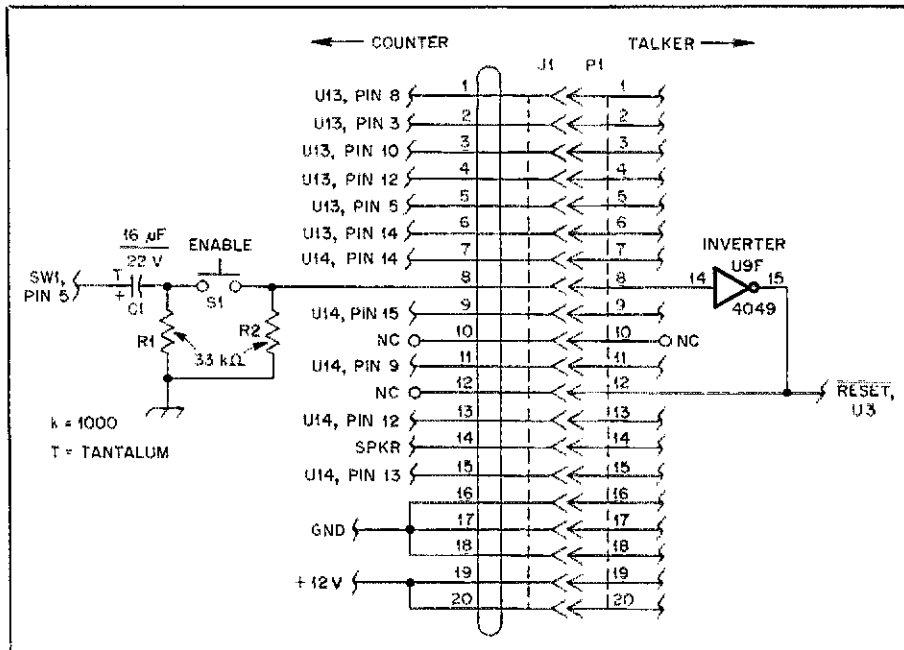 COUNTER
TALKER
J1 P1
U13, PIN 8 1 1
U13, PIN 3 2 2
U13, PIN 10 3 3
U13, PIN 12 4 4
U13, PIN 5 5 5
U13, PIN 14 6 6
U14, PIN 14 7 7
16 µF
22 V
ENABLE
INVERTER
U9F
SW1, PIN 5
T
+
C1
S1
8 8
14 15
4049
U14, PIN 15 9 9
R1
R2
33 kΩ
NC 10 10 NC
U14, PIN 9 11 11
NC 12 12
RESET, U3
k = 1000
T = TANTALUM
U14, PIN 12 13 13
SPKR 14 14
U14, PIN 13 15 15
16 16
GND 17 17
18 18
+12V 19 19
20 20